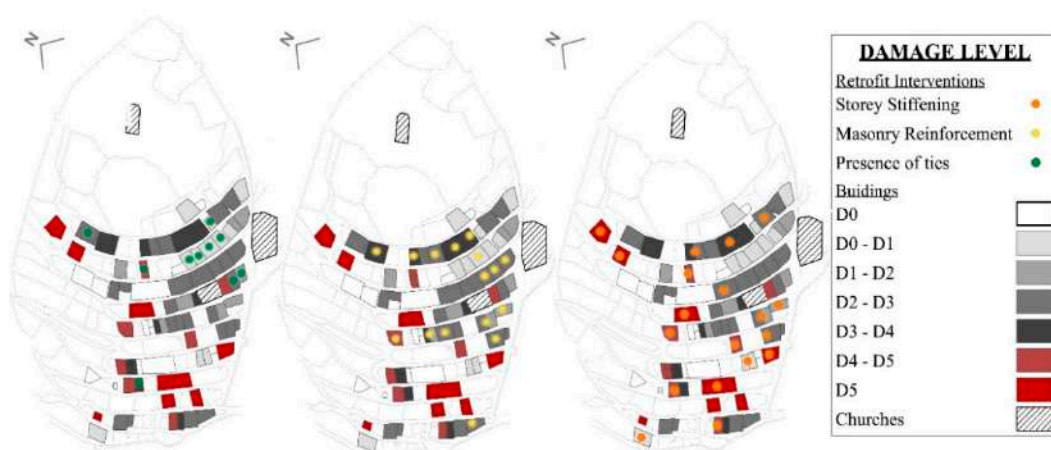 N
N
N
DAMAGE LEVEL
Retrofit Interventions
Storey Stiffening
Masonry Reinforcement
Presence of ties
Buidings
D0
D0 - D1
D1 - D2
D2 - D3
D3 - D4
D4 - D5
D5
Churches